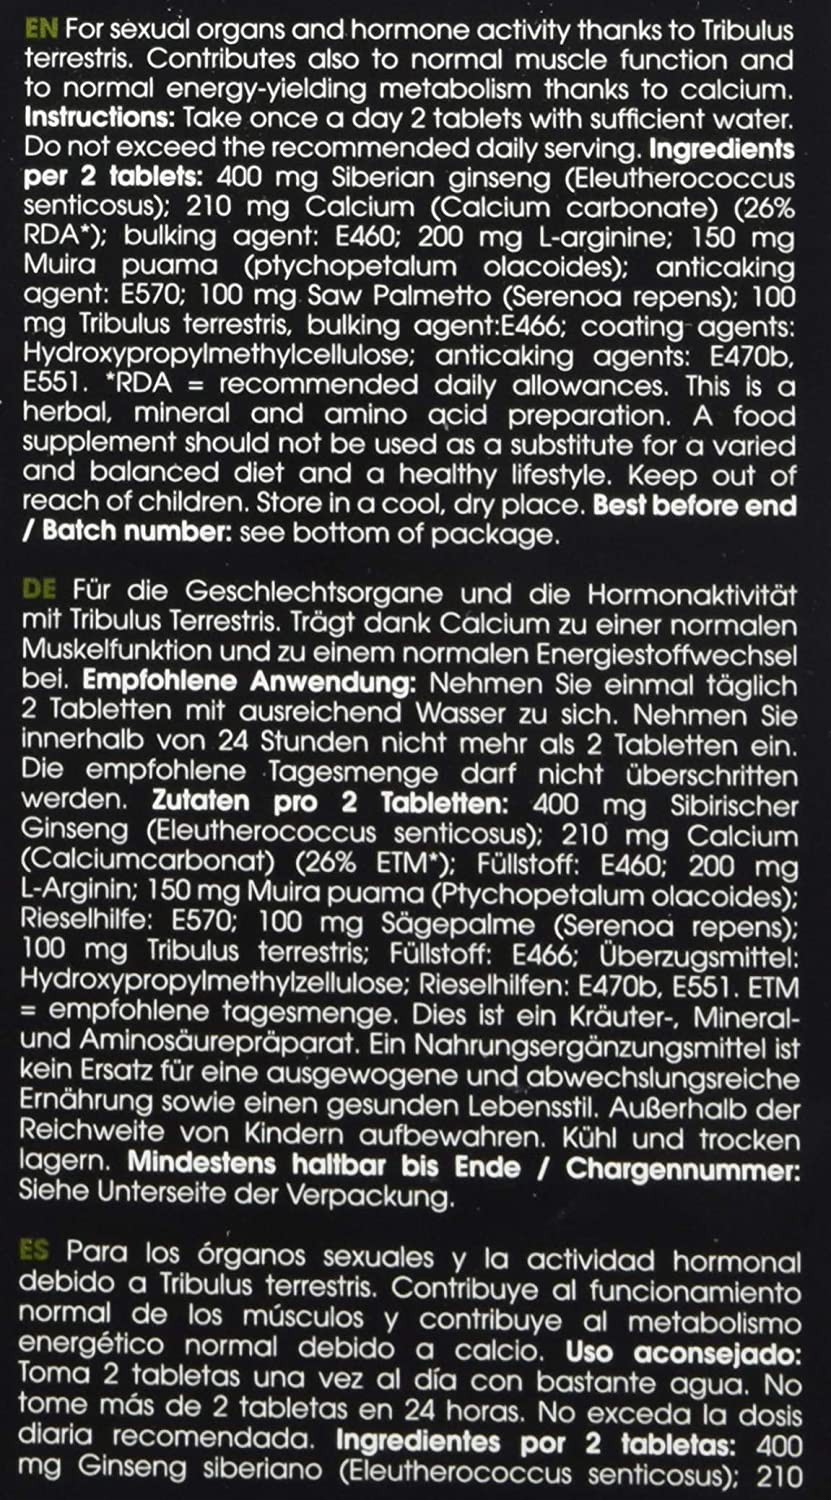 EN For sexual organs and hormone activity thanks to Tribulus
terrestris. Contributes also to normal muscle function and
to normal energy-yielding metabolism thanks to calcium.
Instructions: Take once a day 2 tablets with sufficient water.
Do not exceed the recommended daily serving. Ingredients
per 2 tablets: 400 mg Siberian ginseng (Eleutherococcus
senticosus); 210 mg Calcium (Calcium carbonate) (26%
RDA*); bulking agent: E460; 200 mg L-arginine; 150 mg
Muira puama (ptychopetalum olacoides); anticaking
agent: E570; 100 mg Saw Palmetto (Serenoa repens); 100
mg Tribulus terrestris, bulking agent:E466; coating agents:
Hydroxypropylmethylcellulose; anticaking agents: E470b,
E551. *RDA = recommended daily allowances. This is a
herbal, mineral and amino acid preparation. A food
supplement should not be used as a substitute for a varied
and balanced diet and a healthy lifestyle. Keep out of
reach of children. Store in a cool, dry place. Best before end
/ Batch number: see bottom of package.
DE Für die Geschlechtsorgane und die Hormonaktivität
mit Tribulus Terrestris. Trägt dank Calcium zu einer normalen
Muskelfunktion und zu einem normalen Energiestoffwechsel
bei. Empfohlene Anwendung: Nehmen Sie einmal täglich
2 Tabletten mit ausreichend Wasser zu sich. Nehmen Sie
innerhalb von 24 Stunden nicht mehr als 2 Tabletten ein.
Die empfohlene Tagesmenge darf nicht überschritten
werden. Zutaten pro 2 Tabletten: 400 mg Sibirischer
Ginseng (Eleutherococcus senticosus); 210 mg Calcium
(Calciumcarbonat) (26% ETM*); Füllstoff: E460; 200 mg
L-Arginin; 150 mg Muira puama (Ptychopetalum olacoides);
Rieselhilfe: E570; 100 mg Sägepalme (Serenoa repens);
100 mg Tribulus terrestris; Füllstoff: E466; Überzugsmittel:
Hydroxypropylmethylzellulose; Rieselhilfen: E470b, E551. ETM
= empfohlene tagesmenge. Dies ist ein Kräuter-, Mineral-
und Aminosäurepräparat. Ein Nahrungsergänzungsmittel ist
kein Ersatz für eine ausgewogene und abwechslungsreiche
Ernährung sowie einen gesunden Lebensstil. Außerhalb der
Reichweite von Kindern aufbewahren. Kühl und trocken
lagern. Mindestens haltbar bis Ende / Chargennummer:
Siehe Unterseite der Verpackung.
ES Para los órganos sexuales y la actividad hormonal
debido a Tribulus terrestris. Contribuye al funcionamiento
normal de los músculos y contribuye al metabolismo
energético normal debido a calcio. Uso aconsejado:
Toma 2 tabletas una vez al día con bastante agua. No
tome más de 2 tabletas en 24 horas. No exceda la dosis
diaria recomendada. Ingredientes por 2 tabletas: 400
mg Ginseng siberiano (Eleutherococcus senticosus); 210